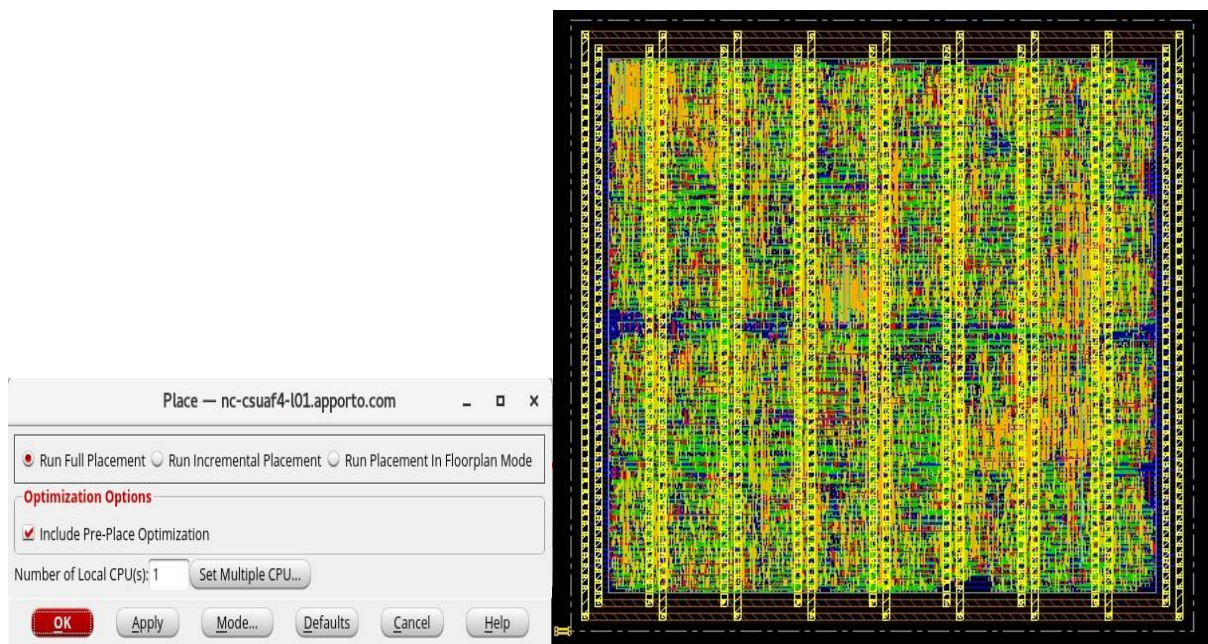 Place — nc-csuaf4-l01.apporto.com
Run Full Placement Run Incremental Placement Run Placement In Floorplan Mode
Optimization Options
Include Pre-Place Optimization
Number of Local CPU(s): 1 Set Multiple CPU...
OK Apply Mode... Defaults Cancel Help